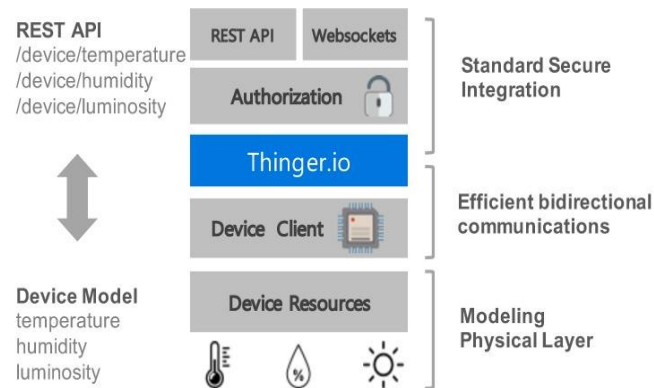 REST API
/device/temperature
/device/humidity
/device/luminosity
REST API
Websockets
Authorization
Thinger.io
Device Client
Device Resources
%
Standard Secure
Integration
Efficient bidirectional
communications
Modeling
Physical Layer
Device Model
temperature
humidity
luminosity